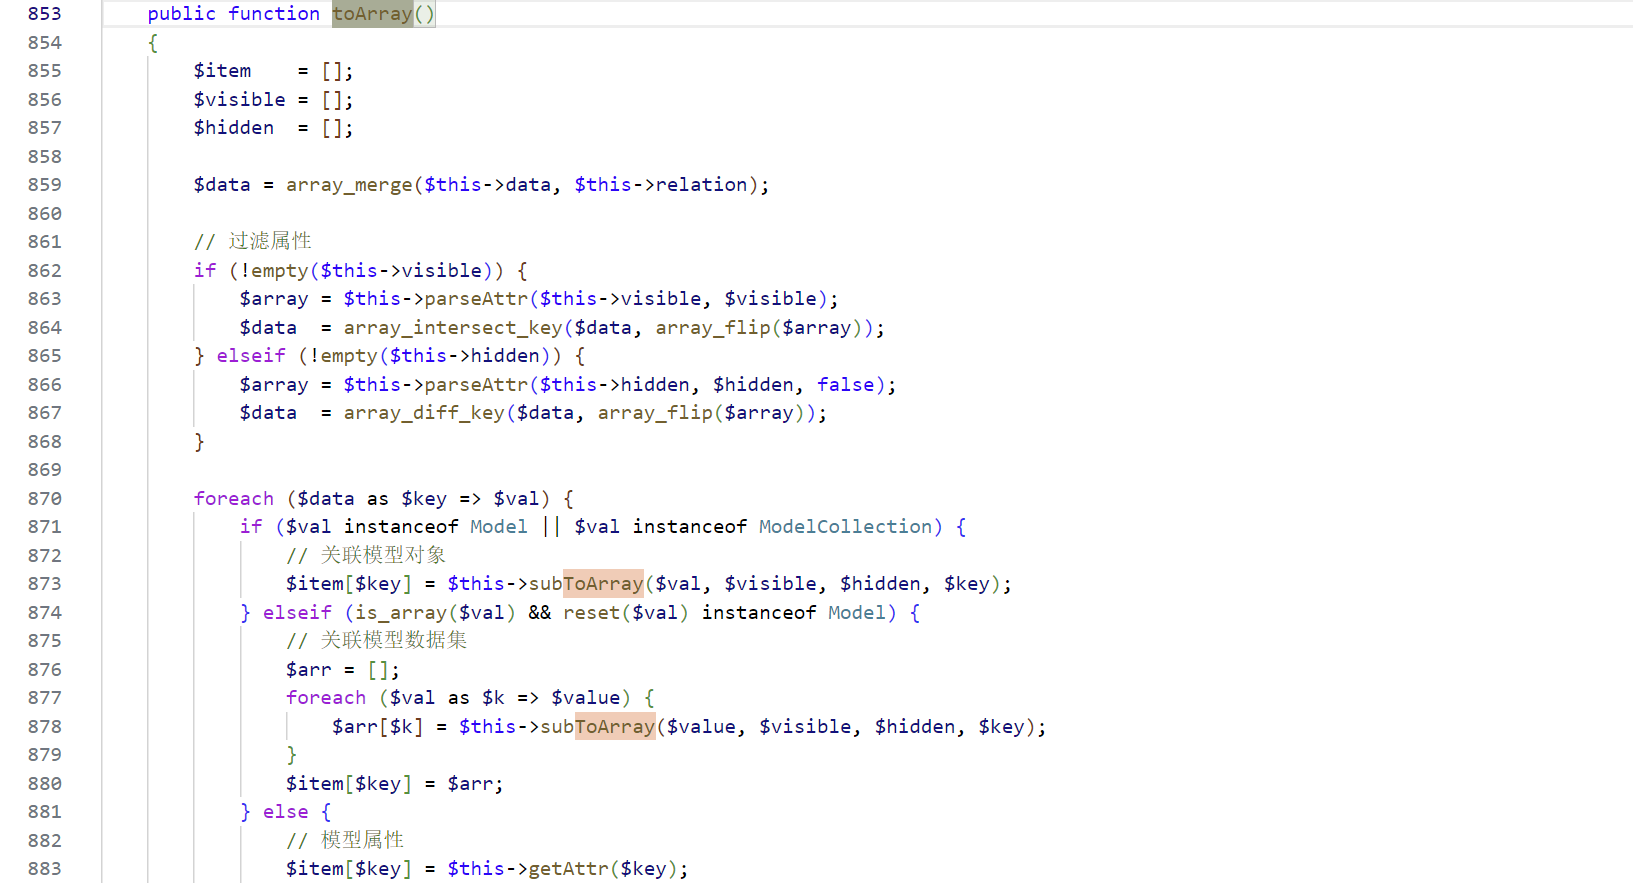 853 public function toArray()
854 {
855 $item    = [];
856 $visible = [];
857 $hidden  = [];
858
859 $data = array_merge($this->data, $this->relation);
860
861 // 过滤属性
862 if (!empty($this->visible)) {
863 $array = $this->parseAttr($this->visible, $visible);
864 $data  = array_intersect_key($data, array_flip($array));
865 } elseif (!empty($this->hidden)) {
866 $array = $this->parseAttr($this->hidden, $hidden, false);
867 $data  = array_diff_key($data, array_flip($array));
868 }
869
870 foreach ($data as $key => $val) {
871 if ($val instanceof Model || $val instanceof ModelCollection) {
872 // 关联模型对象
873 $item[$key] = $this->subToArray($val, $visible, $hidden, $key);
874 } elseif (is_array($val) && reset($val) instanceof Model) {
875 // 关联模型数据集
876 $arr = [];
877 foreach ($val as $k => $value) {
878 $arr[$k] = $this->subToArray($value, $visible, $hidden, $key);
879 }
880 $item[$key] = $arr;
881 } else {
882 // 模型属性
883 $item[$key] = $this->getAttr($key);